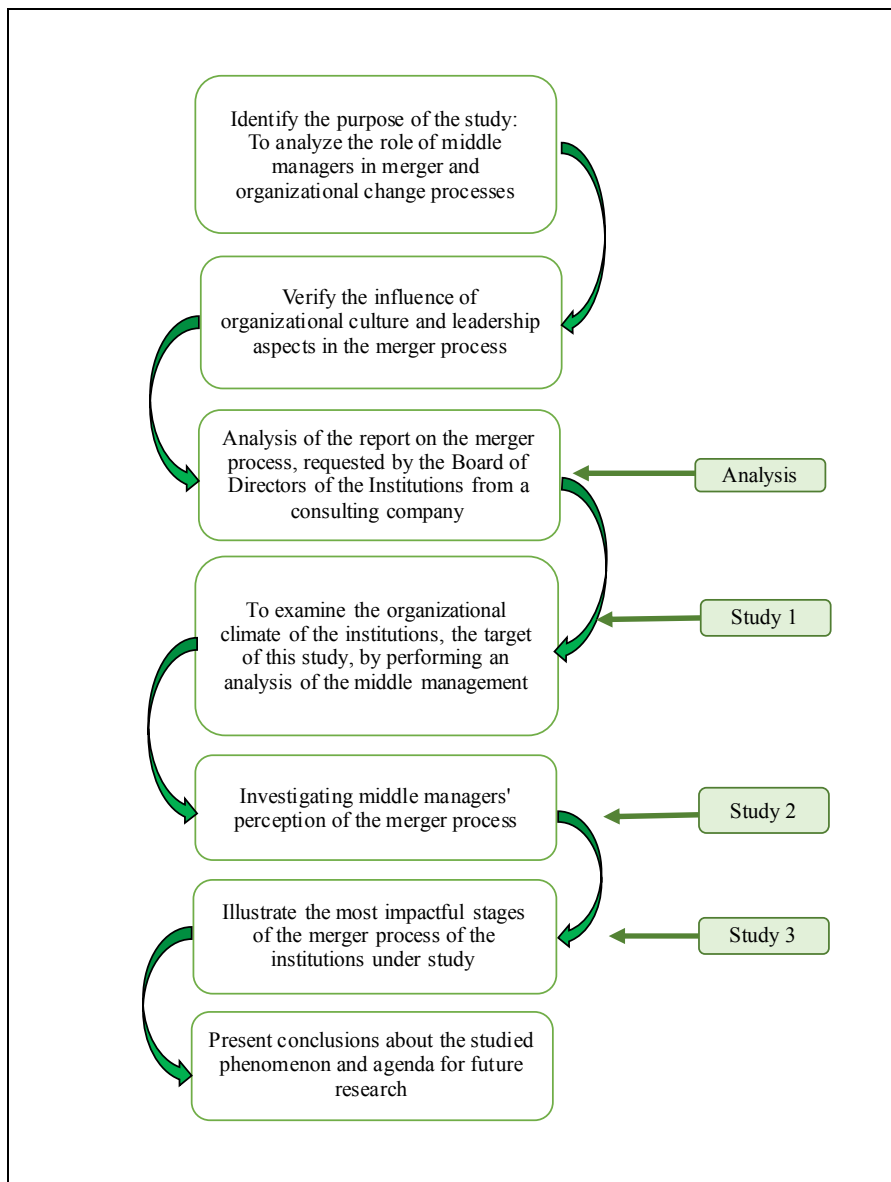 Identify the purpose of the study:
To analyze the role of middle
managers in merger and
organizational change processes
Verify the influence of
organizational culture and leadership
aspects in the merger process
Analysis of the report on the merger
process, requested by the Board of
Directors of the Institutions from a
consulting company
Analysis
To examine the organizational
climate of the institutions, the target
of this study, by performing an
analysis of the middle management
Study 1
Investigating middle managers'
perception of the merger process
Study 2
Illustrate the most impactful stages
of the merger process of the
institutions under study
Study 3
Present conclusions about the studied
phenomenon and agenda for future
research